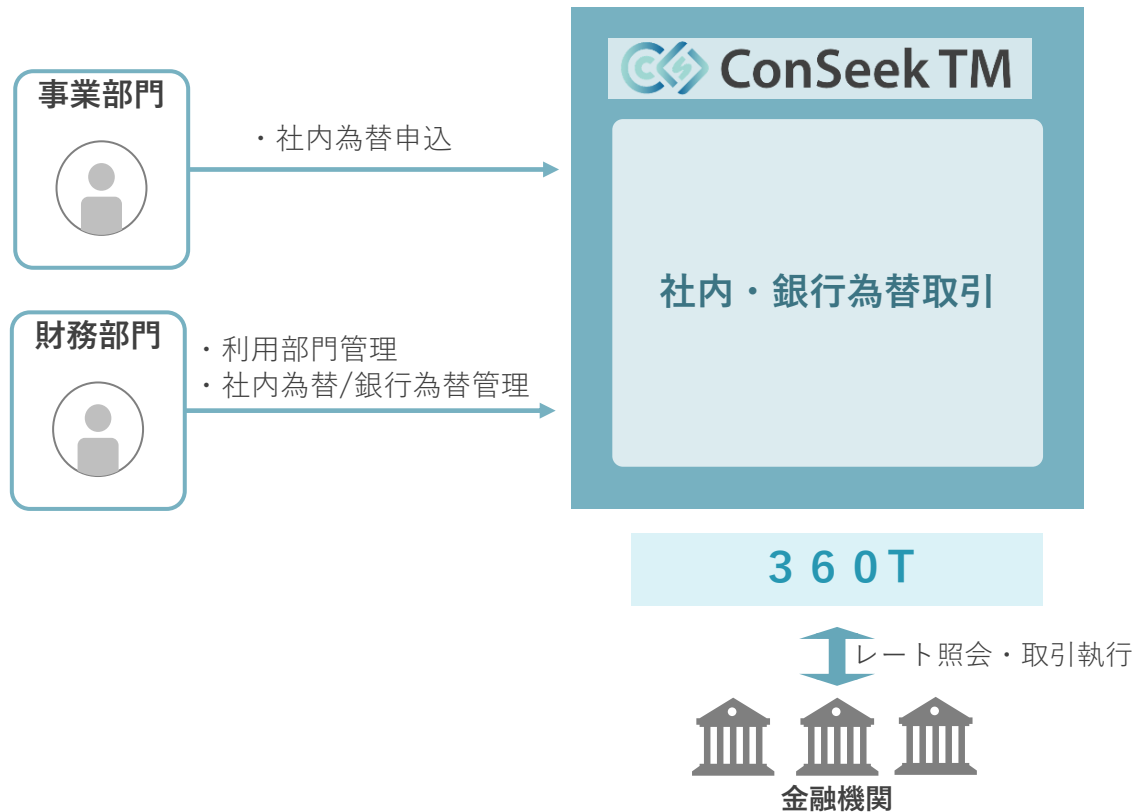 ConSeek TM
事業部門
・社内為替申込
社内・銀行為替取引
財務部門
・利用部門管理
・社内為替/銀行為替管理
３６０T
レート照会・取引執行
金融機関